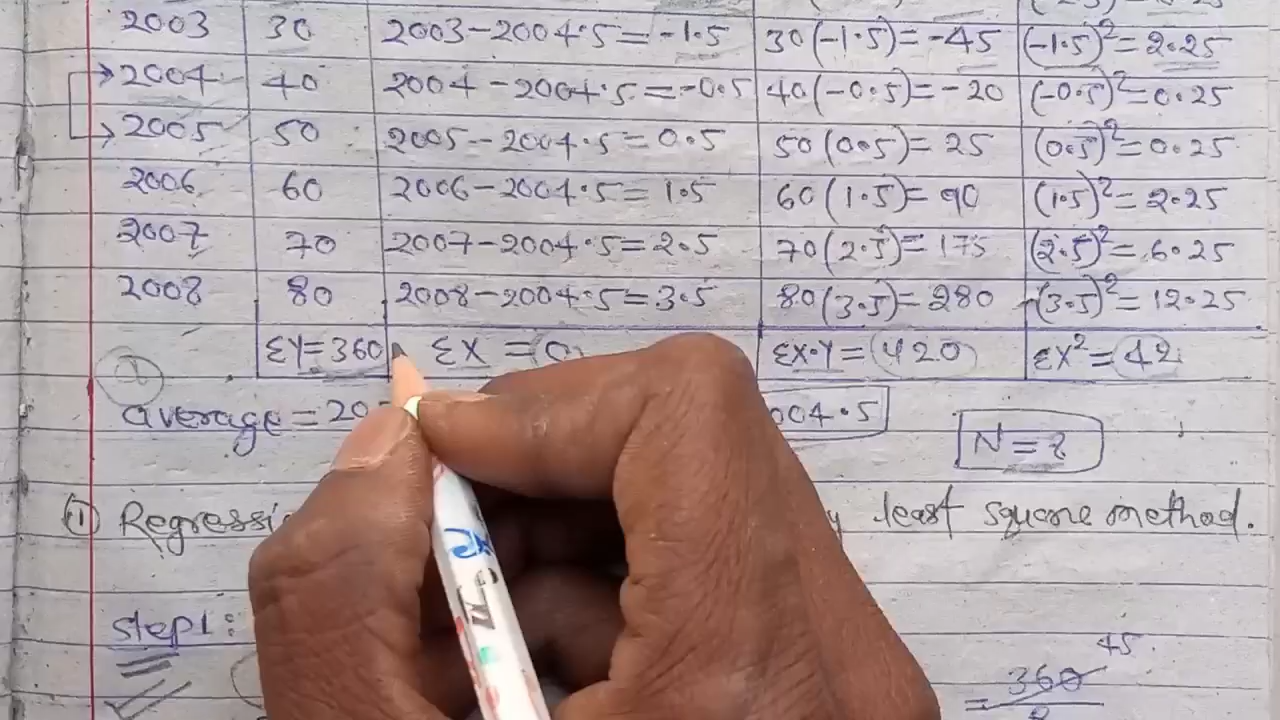 2003 30 2003-2004.5=-1.5 30(-1.5)=-45 (-1.5)²=2.25
2004 40 2004-2004.5=-0.5 40(-0.5)=-20 (-0.5)²=0.25
2005 50 2005-2004.5=0.5 50(0.5)=25 (0.5)²=0.25
2006 60 2006-2004.5=1.5 60(1.5)=90 (1.5)²=2.25
2007 70 2007-2004.5=2.5 70(2.5)=175 (2.5)²=6.25
2008 80 2008-2004.5=3.5 80(3.5)=280 (3.5)²=12.25
ΣY=360 ΣX=0 ΣX·Y=420 ΣX²=42
average=20 004.5
N=8
① Regressi least square method.
step1:
45
=360